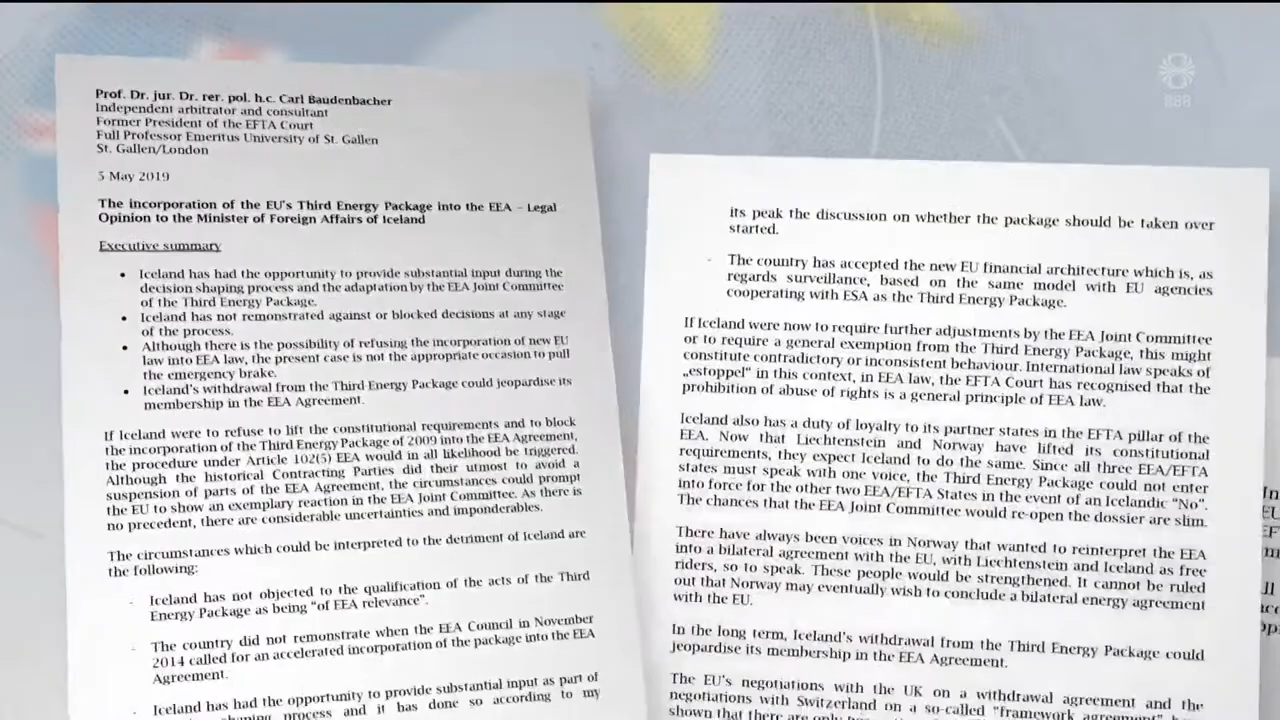 Prof. Dr. jur. Dr. rer. pol. h.c. Carl Baudenbacher
Independent arbitrator and consultant
Former President of the EFTA Court
Full Professor Emeritus University of St. Gallen
St. Gallen/London
5 May 2019
The incorporation of the EU's Third Energy Package into the EEA – Legal
Opinion to the Minister of Foreign Affairs of Iceland
Executive summary
• Iceland has had the opportunity to provide substantial input during the
decision shaping process and the adaptation by the EEA Joint Committee
of the Third Energy Package.
• Iceland has not remonstrated against or blocked decisions at any stage
of the process.
• Although there is the possibility of refusing the incorporation of new EU
law into EEA law, the present case is not the appropriate occasion to pull
the emergency brake.
• Iceland's withdrawal from the Third Energy Package could jeopardise its
membership in the EEA Agreement.
If Iceland were to refuse to lift the constitutional requirements and to block
the incorporation of the Third Energy Package of 2009 into the EEA Agreement,
the procedure under Article 102(5) EEA would in all likelihood be triggered.
Although the historical Contracting Parties did their utmost to avoid a
suspension of parts of the EEA Agreement, the circumstances could prompt
the EU to show an exemplary reaction in the EEA Joint Committee. As there is
no precedent, there are considerable uncertainties and imponderables.
The circumstances which could be interpreted to the detriment of Iceland are
the following:
- Iceland has not objected to the qualification of the acts of the Third
Energy Package as being "of EEA relevance".
- The country did not remonstrate when the EEA Council in November
2014 called for an accelerated incorporation of the package into the EEA
Agreement.
- Iceland has had the opportunity to provide substantial input as part of
shaping process and it has done so according to my
its peak the discussion on whether the package should be taken over
started.
- The country has accepted the new EU financial architecture which is, as
regards surveillance, based on the same model with EU agencies
cooperating with ESA as the Third Energy Package.
If Iceland were now to require further adjustments by the EEA Joint Committee
or to require a general exemption from the Third Energy Package, this might
constitute contradictory or inconsistent behaviour. International law speaks of
„estoppel" in this context, in EEA law, the EFTA Court has recognised that the
prohibition of abuse of rights is a general principle of EEA law.
Iceland also has a duty of loyalty to its partner states in the EFTA pillar of the
EEA. Now that Liechtenstein and Norway have lifted its constitutional
requirements, they expect Iceland to do the same. Since all three EEA/EFTA
states must speak with one voice, the Third Energy Package could not enter
into force for the other two EEA/EFTA States in the event of an Icelandic "No".
The chances that the EEA Joint Committee would re-open the dossier are slim.
There have always been voices in Norway that wanted to reinterpret the EEA
into a bilateral agreement with the EU, with Liechtenstein and Iceland as free
riders, so to speak. These people would be strengthened. It cannot be ruled
out that Norway may eventually wish to conclude a bilateral energy agreement
with the EU.
In the long term, Iceland's withdrawal from the Third Energy Package could
jeopardise its membership in the EEA Agreement.
The EU's negotiations with the UK on a withdrawal agreement and the
negotiations with Switzerland on a so-called "framework agreement"
shown that there are only
888